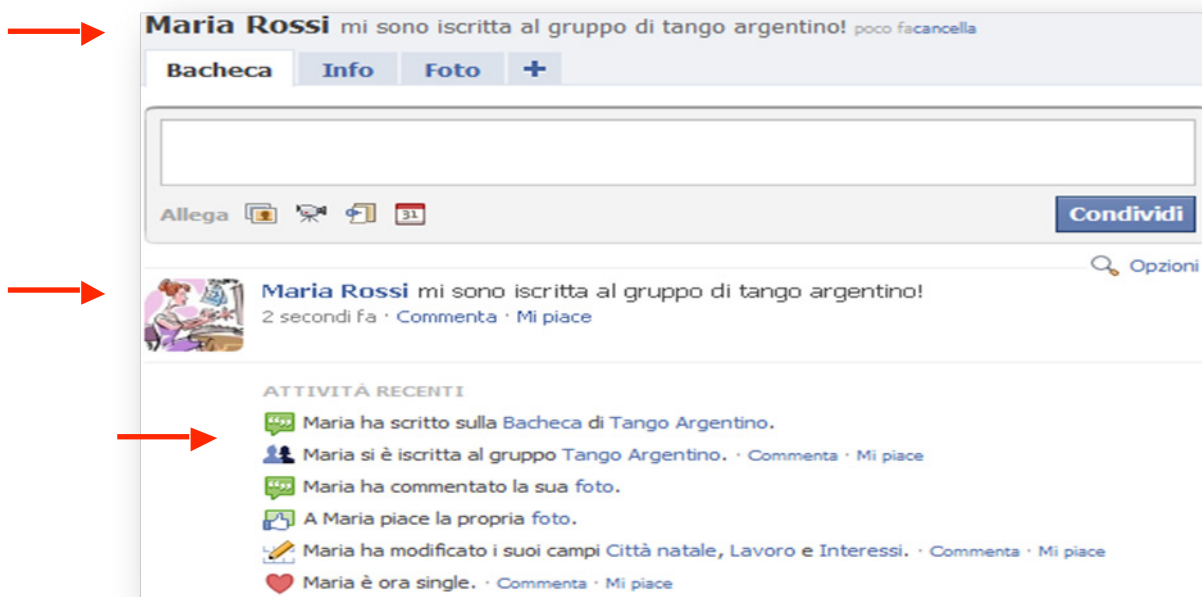 Maria Rossi mi sono iscritta al gruppo di tango argentino! poco facancella
Bacheca Info Foto +
Allega 31 Condividi
Opzioni
Maria Rossi mi sono iscritta al gruppo di tango argentino!
2 secondi fa · Commenta · Mi piace
ATTIVITÀ RECENTI
Maria ha scritto sulla Bacheca di Tango Argentino.
Maria si è iscritta al gruppo Tango Argentino. · Commenta · Mi piace
Maria ha commentato la sua foto.
A Maria piace la propria foto.
Maria ha modificato i suoi campi Città natale, Lavoro e Interessi. · Commenta · Mi piace
Maria è ora single. · Commenta · Mi piace